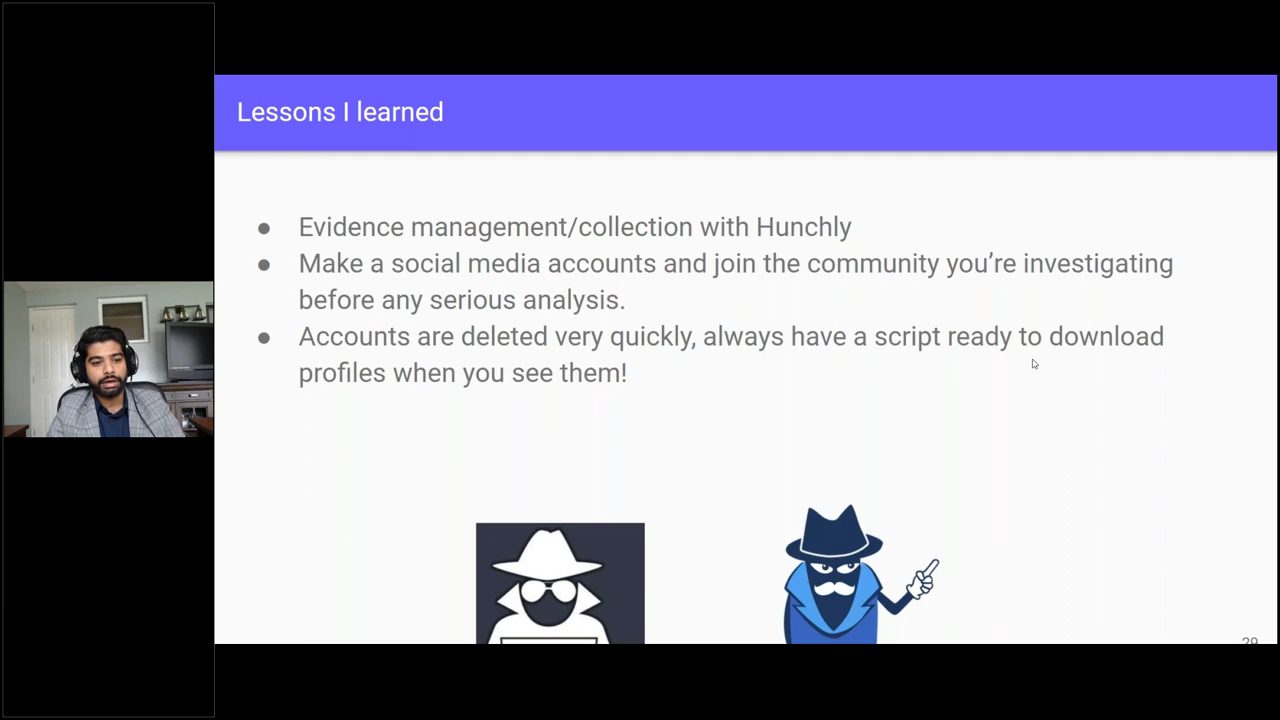 Lessons I learned
● Evidence management/collection with Hunchly
● Make a social media accounts and join the community you’re investigating
before any serious analysis.
● Accounts are deleted very quickly, always have a script ready to download
profiles when you see them!
29